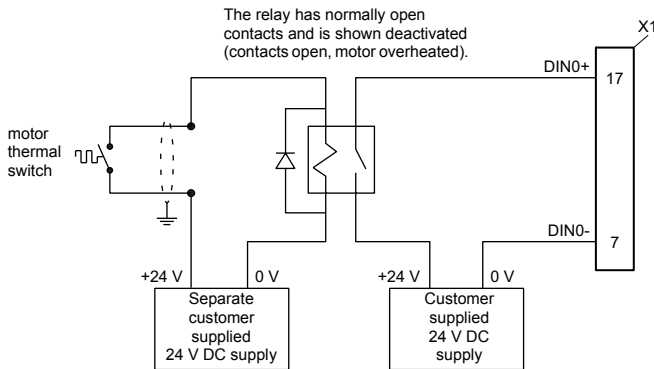 The relay has normally open
contacts and is shown deactivated
(contacts open, motor overheated).
X1
DIN0+
17
motor
thermal
switch
DIN0-
7
+24 V
0 V
+24 V
0 V
Separate
customer
supplied
24 V DC supply
Customer
supplied
24 V DC
supply